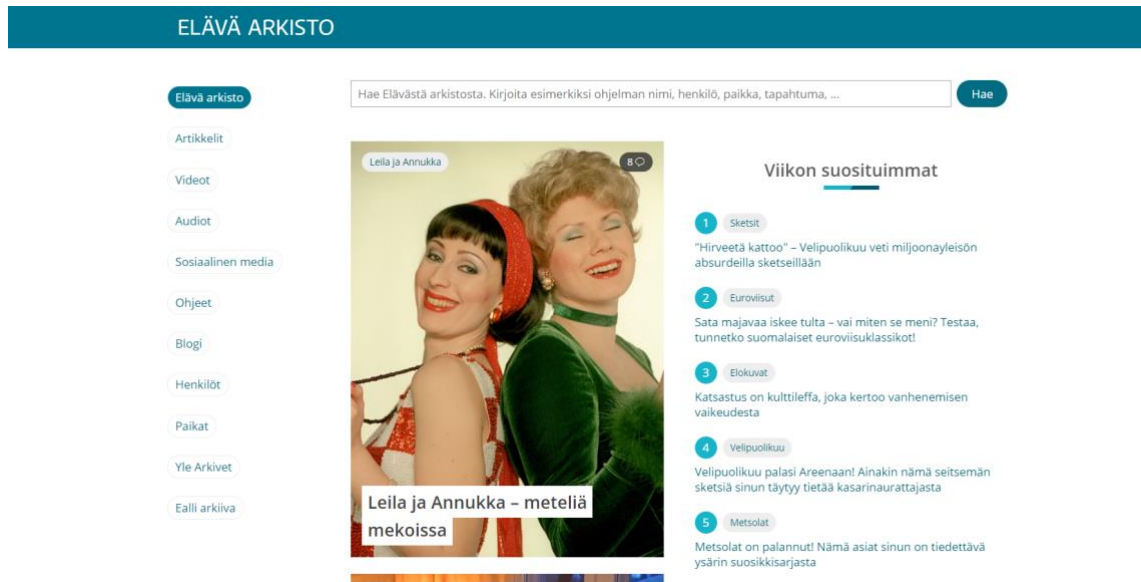 ELÄVÄ ARKISTO
Elävä arkisto
Artikkelit
Videot
Audiot
Sosiaalinen media
Ohjeet
Blogi
Henkilöt
Paikat
Yle Arkivet
Ealli arkiiva
Hae Elävästä arkistosta. Kirjoita esimerkiksi ohjelman nimi, henkilö, paikka, tapahtuma, ...
Hae
Leila ja Annukka
8
Leila ja Annukka – meteliä
mekoissa
Viikon suosituimmat
1 Sketsit
"Hirveetä kattoo" – Velipuolikuu veti miljoonayleisön
absurdeilla sketseillään
2 Euroviisut
Sata majavaa iskee tulta – vai miten se meni? Testaa,
tunnetko suomalaiset euroviisuklassikot!
3 Elokuvat
Katsastus on kulttileffa, joka kertoo vanhenemisen
vaikeudesta
4 Velipuolikuu
Velipuolikuu palasi Areenaan! Ainakin nämä seitsemän
sketsiä sinun täytyy tietää kasarinaurattajasta
5 Metsolat
Metsolat on palannut! Nämä asiat sinun on tiedettävä
ysärin suosikkisarjasta